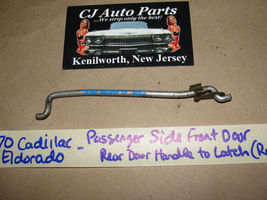 CJ Auto Parts
"We strip only the best!"
Kenilworth, New Jersey
70 Cadillac - Passenger Side Front Door
Eldorado Rear Door Handle to Latch (Ro